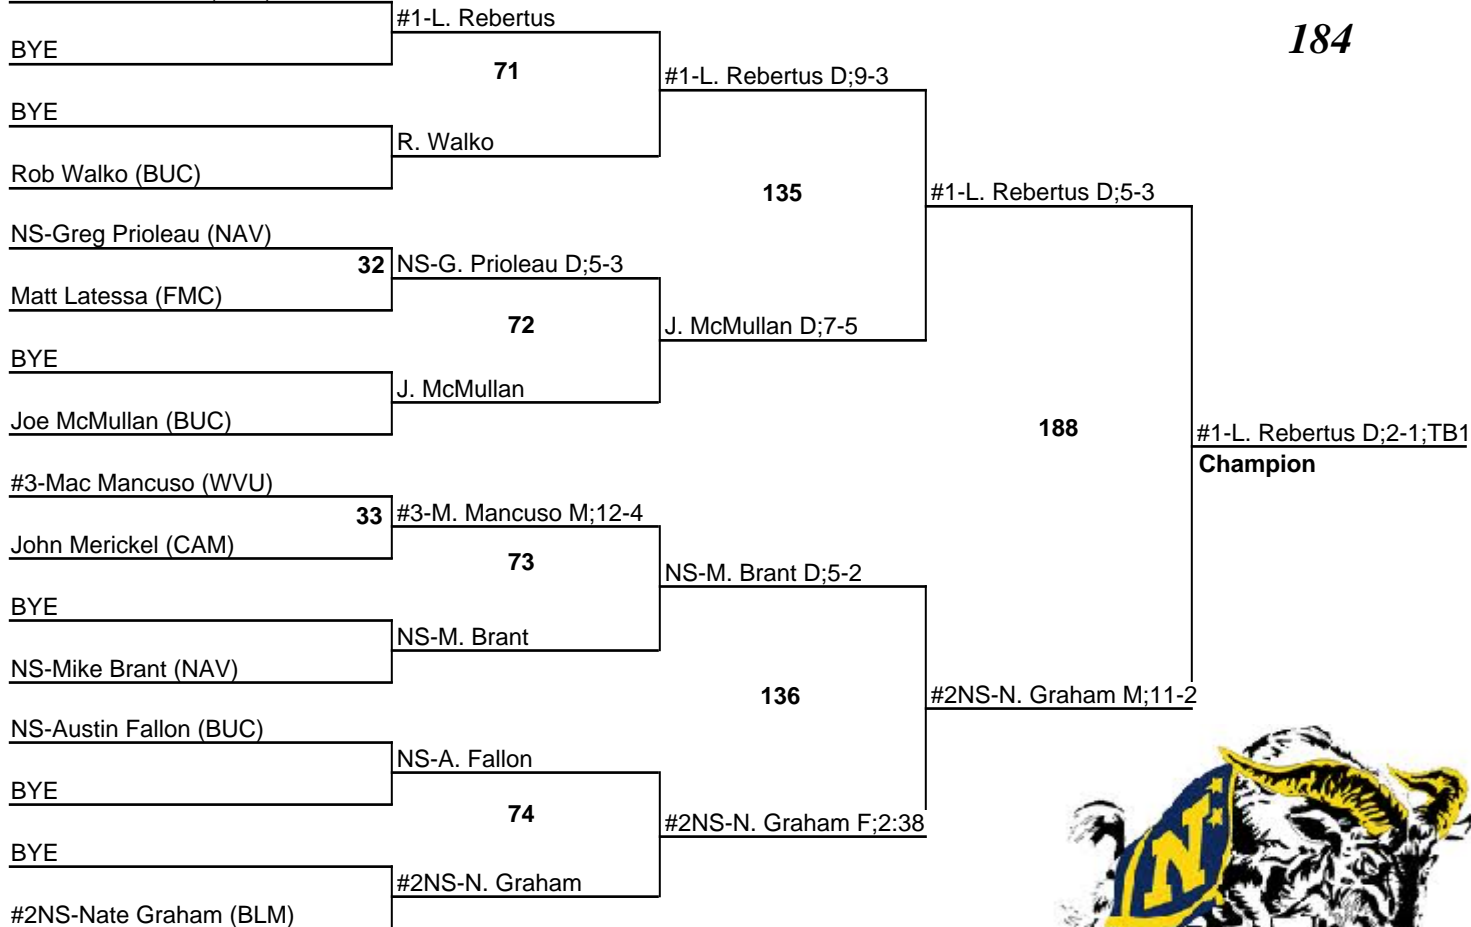 184
BYE
BYE
Rob Walko (BUC)
NS-Greg Prioleau (NAV)
Matt Latessa (FMC)
BYE
Joe McMullan (BUC)
#3-Mac Mancuso (WVU)
John Merickel (CAM)
BYE
NS-Mike Brant (NAV)
NS-Austin Fallon (BUC)
BYE
BYE
#2NS-Nate Graham (BLM)
#1-L. Rebertus
71
R. Walko
32 NS-G. Prioleau D;5-3
72
J. McMullan
33 #3-M. Mancuso M;12-4
73
NS-M. Brant
NS-A. Fallon
74
#2NS-N. Graham
#1-L. Rebertus D;9-3
135
J. McMullan D;7-5
NS-M. Brant D;5-2
136
#2NS-N. Graham F;2:38
#1-L. Rebertus D;5-3
188
#2NS-N. Graham M;11-2
#1-L. Rebertus D;2-1;TB1
Champion
N